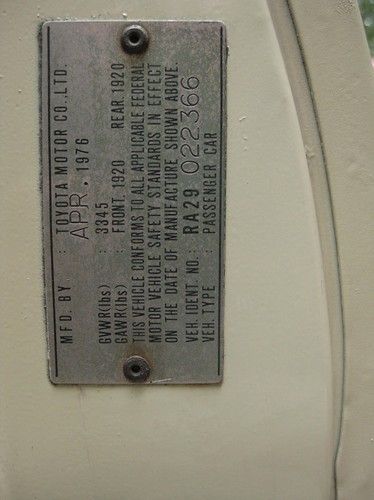 MFD. BY : TOYOTA MOTOR CO., LTD.
APR., 1976
GVWR(lbs) : 3345
GAWR(lbs) : FRONT 1920 REAR 1920
THIS VEHICLE CONFORMS TO ALL APPLICABLE FEDERAL
MOTOR VEHICLE SAFETY STANDARDS IN EFFECT
ON THE DATE OF MANUFACTURE SHOWN ABOVE.
VEH. IDENT. NO.: RA29 022366
VEH. TYPE : PASSENGER CAR